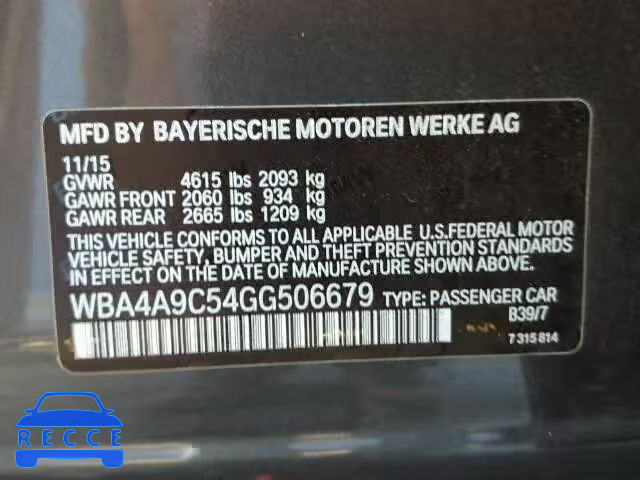 MFD BY BAYERISCHE MOTOREN WERKE AG
11/15
GVWR 4615 lbs 2093 kg
GAWR FRONT 2060 lbs 934 kg
GAWR REAR 2665 lbs 1209 kg
THIS VEHICLE CONFORMS TO ALL APPLICABLE U.S.FEDERAL MOTOR
VEHICLE SAFETY, BUMPER AND THEFT PREVENTION STANDARDS
IN EFFECT ON THE DATE OF MANUFACTURE SHOWN ABOVE.
WBA4A9C54GG506679 TYPE: PASSENGER CAR
B39/7
7 315 814
RECCE